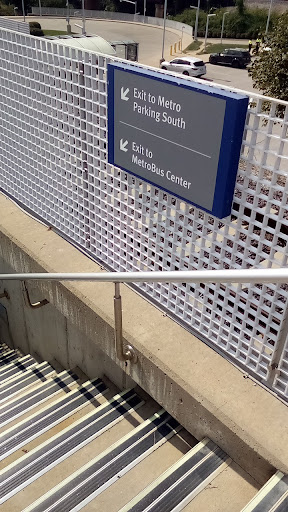 ↙ Exit to Metro
Parking South
↙ Exit to
MetroBus Center